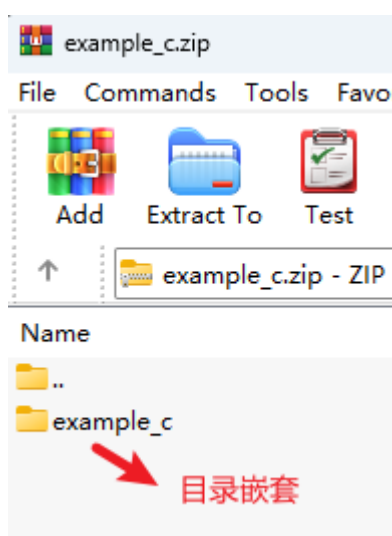 example_c.zip
File Commands Tools Favo
Add Extract To Test
example_c.zip - ZIP
Name
..
example_c
目录嵌套